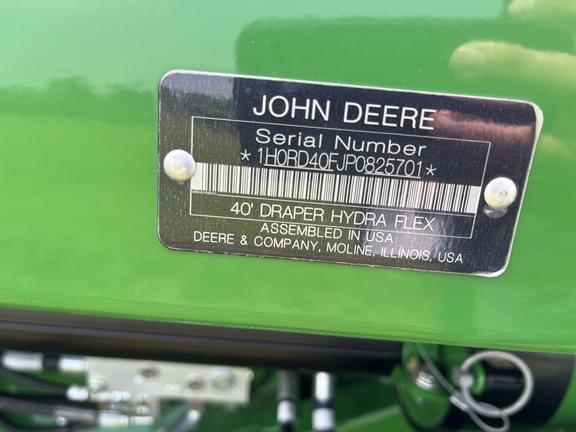 JOHN DEERE
Serial Number
*1H0RD40FJP0825701*
40' DRAPER HYDRA FLEX
ASSEMBLED IN USA
DEERE & COMPANY, MOLINE, ILLINOIS, USA